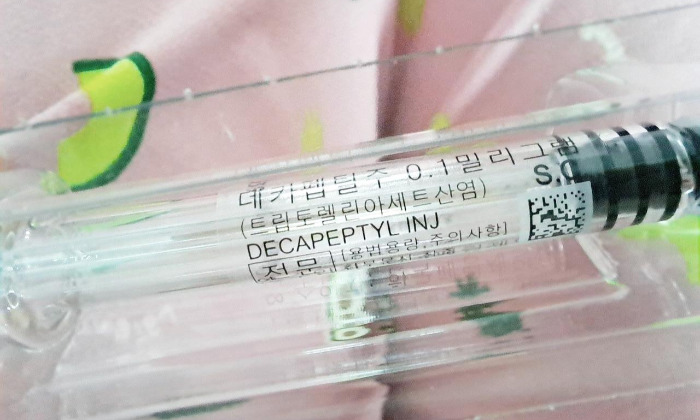 데카펩틸주 0.1밀리그램
S.C
(트립토렐린아세트산염)
DECAPEPTYL INJ
[전문] [용법용량,주의사항]